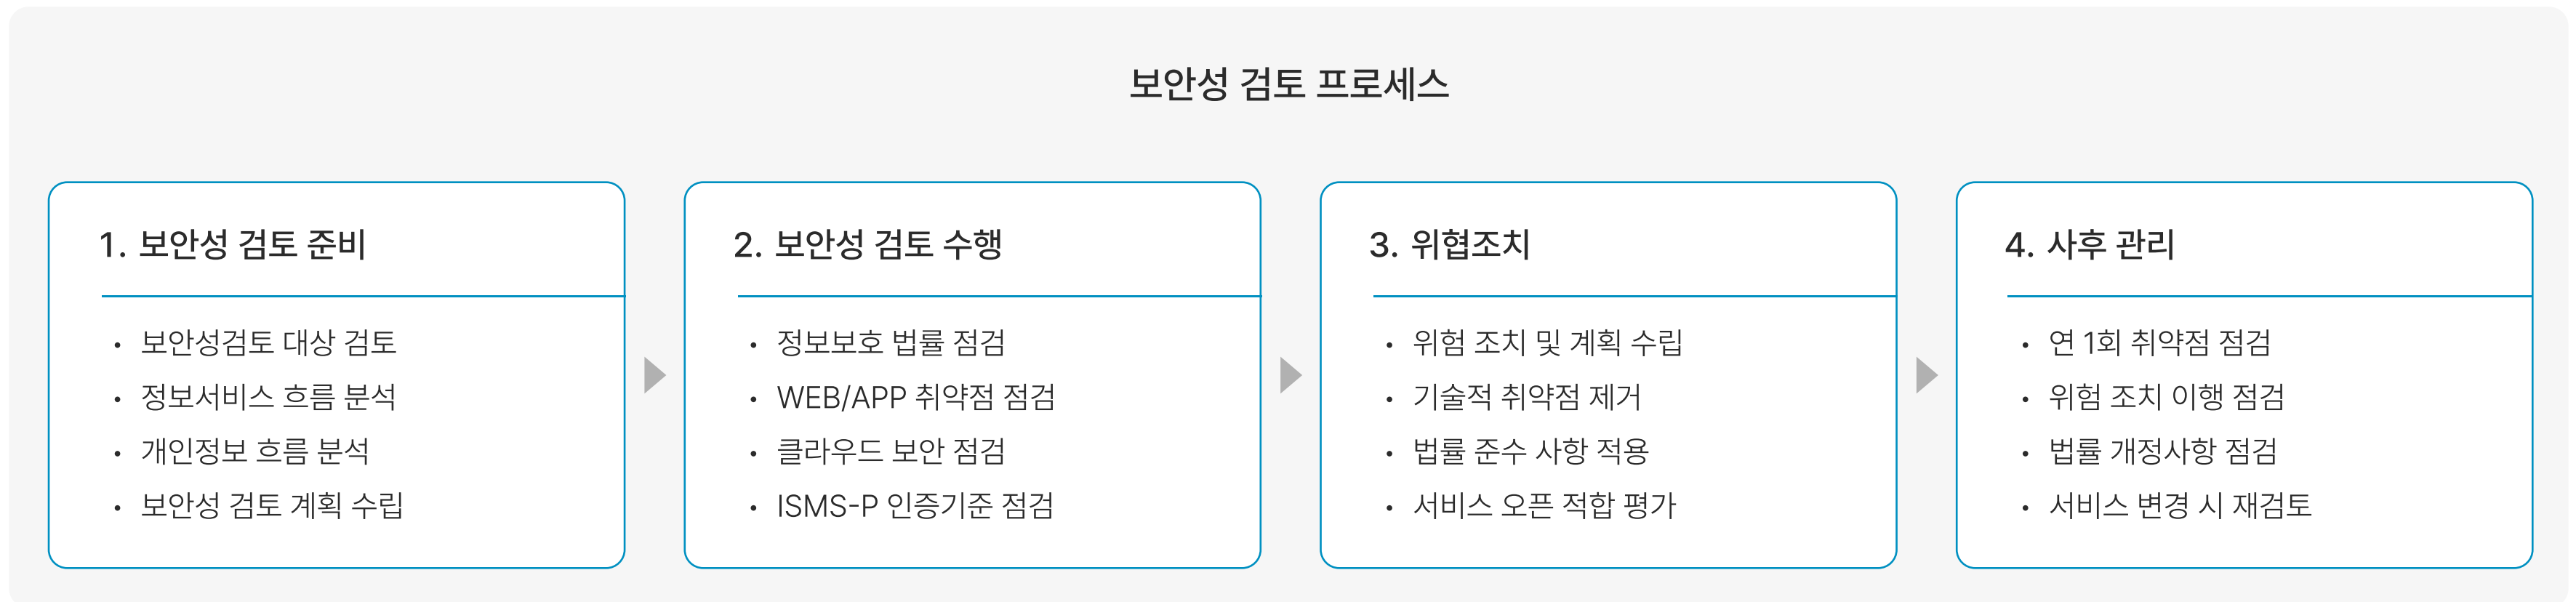 보안성 검토 프로세스
1. 보안성 검토 준비
• 보안성검토 대상 검토
• 정보서비스 흐름 분석
• 개인정보 흐름 분석
• 보안성 검토 계획 수립
2. 보안성 검토 수행
• 정보보호 법률 점검
• WEB/APP 취약점 점검
• 클라우드 보안 점검
• ISMS-P 인증기준 점검
3. 위협조치
• 위험 조치 및 계획 수립
• 기술적 취약점 제거
• 법률 준수 사항 적용
• 서비스 오픈 적합 평가
4. 사후 관리
• 연 1회 취약점 점검
• 위험 조치 이행 점검
• 법률 개정사항 점검
• 서비스 변경 시 재검토